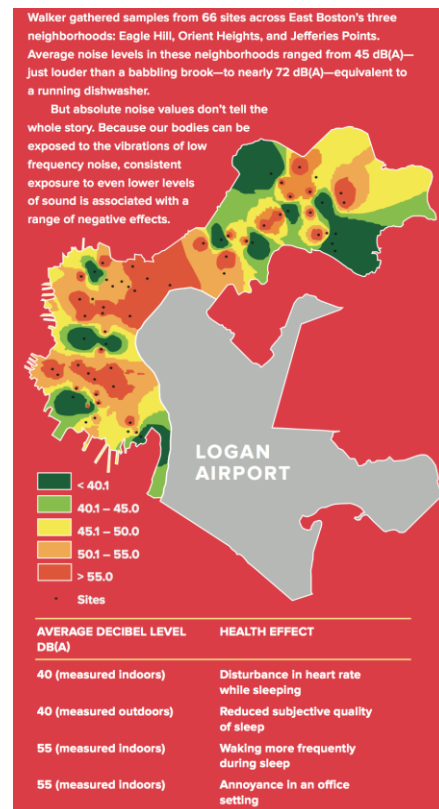 Walker gathered samples from 66 sites across East Boston's three
neighborhoods: Eagle Hill, Orient Heights, and Jefferies Points.
Average noise levels in these neighborhoods ranged from 45 dB(A)—
just louder than a babbling brook—to nearly 72 dB(A)—equivalent to
a running dishwasher.
But absolute noise values don't tell the
whole story. Because our bodies can be
exposed to the vibrations of low
frequency noise, consistent
exposure to even lower levels
of sound is associated with a
range of negative effects.
LOGAN
AIRPORT
< 40.1
40.1 – 45.0
45.1 – 50.0
50.1 – 55.0
> 55.0
Sites
AVERAGE DECIBEL LEVEL HEALTH EFFECT
DB(A)
40 (measured indoors) Disturbance in heart rate
while sleeping
40 (measured outdoors) Reduced subjective quality
of sleep
55 (measured indoors) Waking more frequently
during sleep
55 (measured indoors) Annoyance in an office
setting